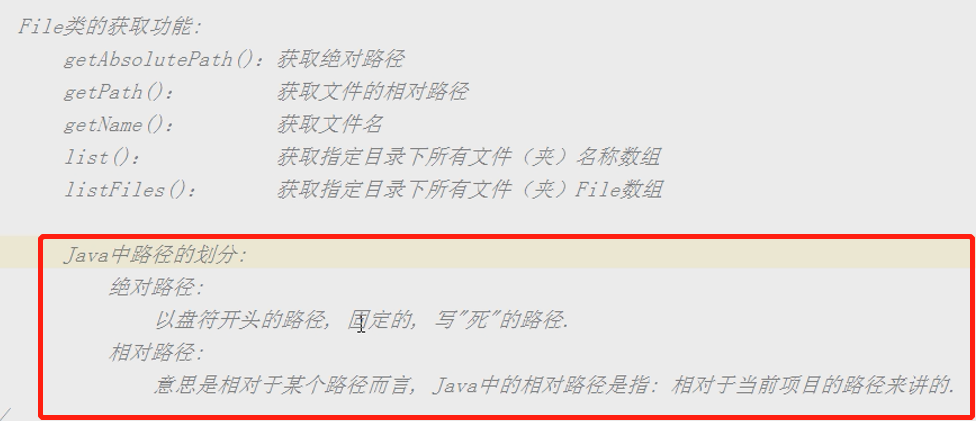 File类的获取功能:
getAbsolutePath(): 获取绝对路径
getPath(): 获取文件的相对路径
getName(): 获取文件名
list(): 获取指定目录下所有文件（夹）名称数组
listFiles(): 获取指定目录下所有文件（夹）File数组
Java中路径的划分:
绝对路径:
以盘符开头的路径, 固定的, 写"死"的路径.
相对路径:
意思是相对于某个路径而言, Java中的相对路径是指: 相对于当前项目的路径来讲的.
/